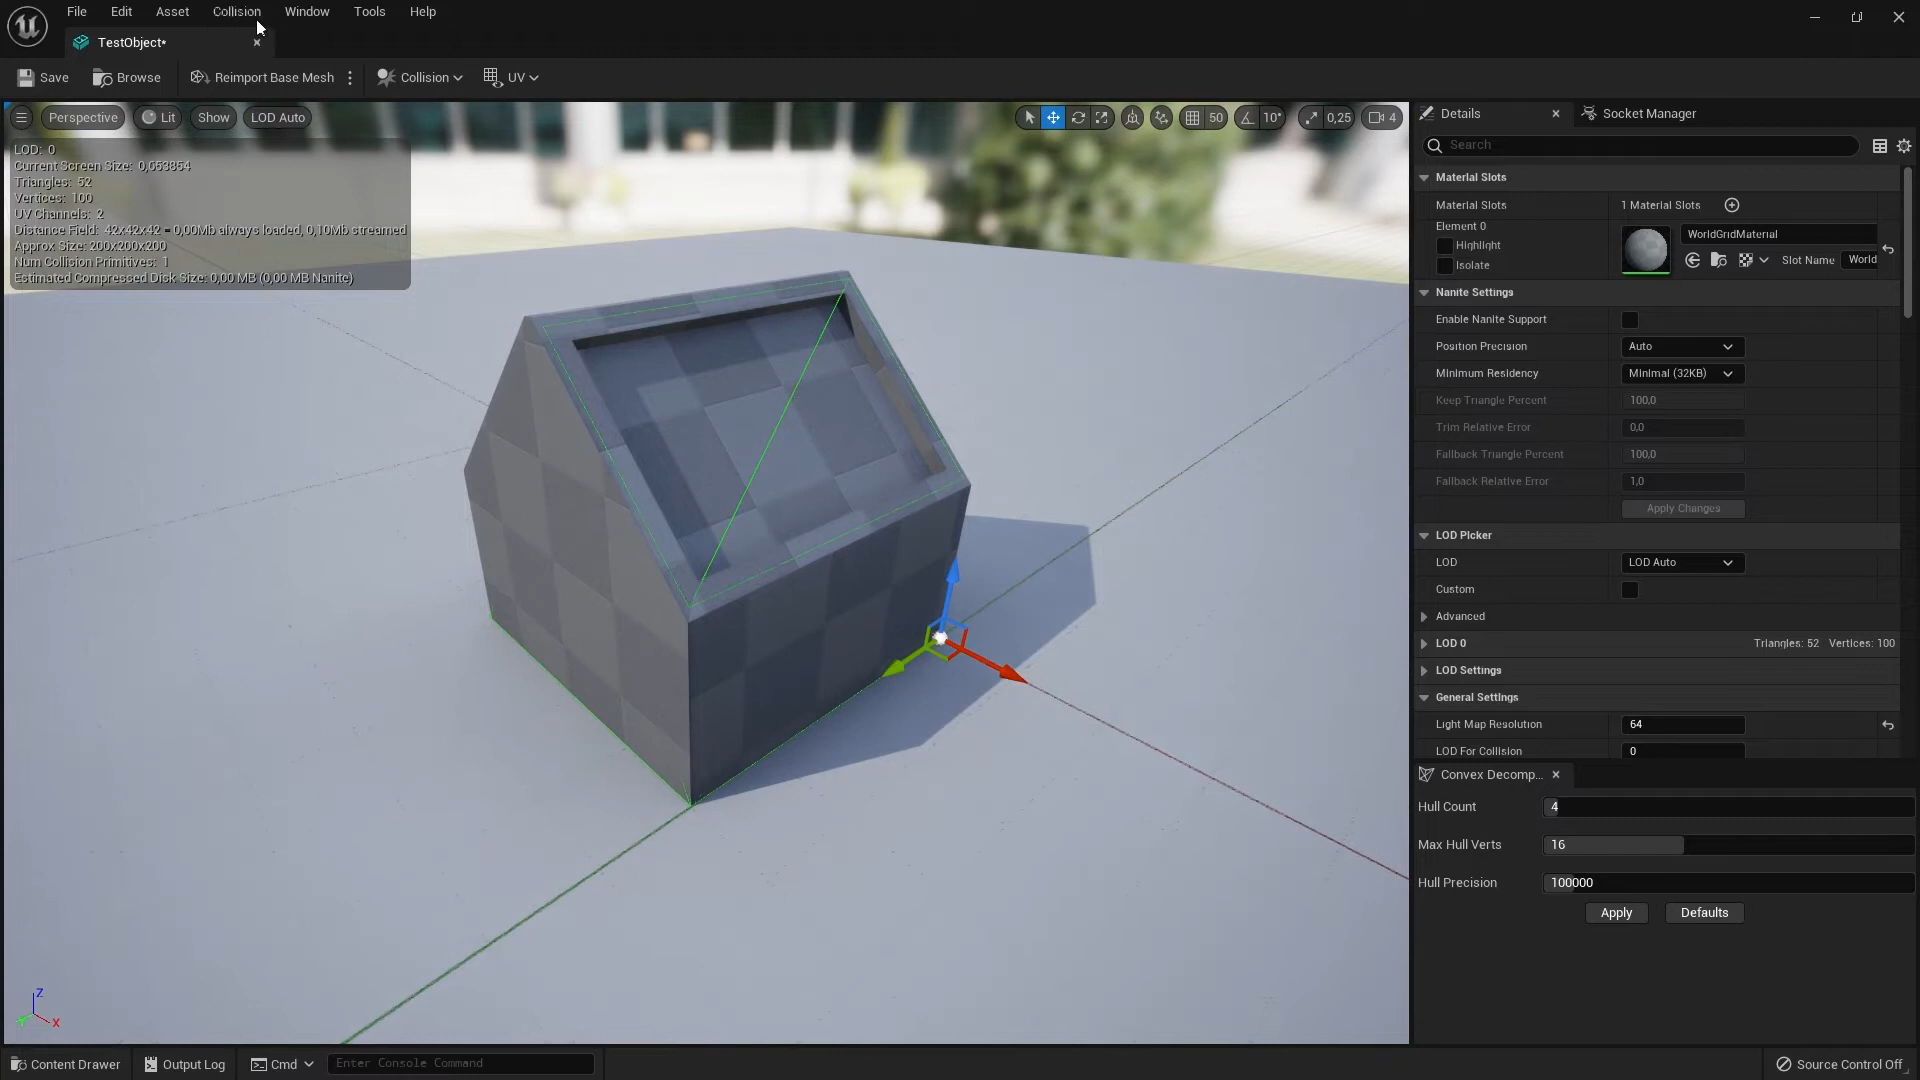 File Edit Asset Collision Window Tools Help
TestObject*
Save Browse Reimport Base Mesh Collision UV
Perspective Lit Show LOD Auto 50 10° 0,25 4
LOD: 0
Current Screen Size: 0,653854
Triangles: 52
Vertices: 100
UV Channels: 2
Distance Field: 42x42x42 = 0,00Mb always loaded, 0,10Mb streamed
Approx Size: 200x200x200
Num Collision Primitives: 1
Estimated Compressed Disk Size: 0,00 MB (0,00 MB Nanite)
Details Socket Manager
Search
Material Slots
Material Slots 1 Material Slots
Element 0
Highlight
Isolate
WorldGridMaterial
Slot Name World
Nanite Settings
Enable Nanite Support
Position Precision Auto
Minimum Residency Minimal (32KB)
Keep Triangle Percent 100,0
Trim Relative Error 0,0
Fallback Triangle Percent 100,0
Fallback Relative Error 1,0
Apply Changes
LOD Picker
LOD LOD Auto
Custom
Advanced
LOD 0 Triangles: 52 Vertices: 100
LOD Settings
General Settings
Light Map Resolution 64
LOD For Collision 0
Convex Decomp...
Hull Count 4
Max Hull Verts 16
Hull Precision 100000
Apply Defaults
Z
Y
X
Content Drawer Output Log Cmd Enter Console Command Source Control Off